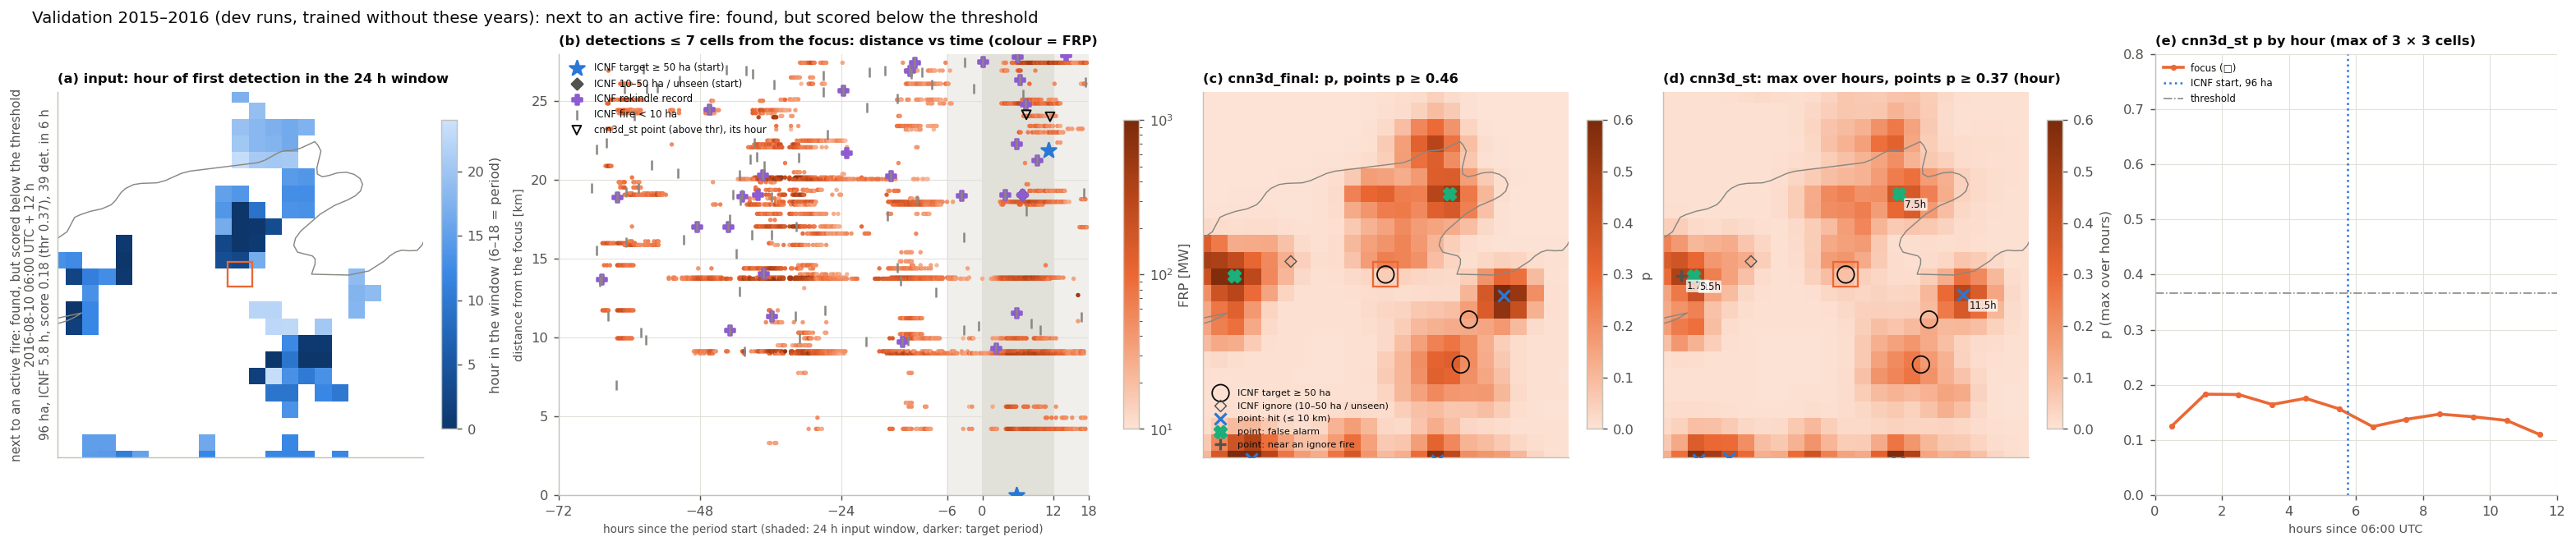 Validation 2015–2016 (dev runs, trained without these years): next to an active fire: found, but scored below the threshold
next to an active fire: found, but scored below the threshold
2016-08-10 06:00 UTC + 12 h
96 ha, ICNF 5.8 h, score 0.18 (thr 0.37), 39 det. in 6 h
(a) input: hour of first detection in the 24 h window
20
15
10
5
0
hour in the window (6–18 = period)
(b) detections ≤ 7 cells from the focus: distance vs time (colour = FRP)
ICNF target ≥ 50 ha (start)
ICNF 10–50 ha / unseen (start)
ICNF rekindle record
ICNF fire < 10 ha
cnn3d_st point (above thr), its hour
distance from the focus [km]
25
20
15
10
5
0
−72
−48
−24
−6
0
12
18
hours since the period start (shaded: 24 h input window, darker: target period)
10³
10²
10¹
FRP [MW]
(c) cnn3d_final: p, points p ≥ 0.46
ICNF target ≥ 50 ha
ICNF ignore (10–50 ha / unseen)
point: hit (≤ 10 km)
point: false alarm
point: near an ignore fire
0.6
0.5
0.4
0.3
0.2
0.1
0.0
p
(d) cnn3d_st: max over hours, points p ≥ 0.37 (hour)
7.5h
5.5h
11.5h
0.6
0.5
0.4
0.3
0.2
0.1
0.0
p (max over hours)
(e) cnn3d_st p by hour (max of 3 × 3 cells)
focus (□)
ICNF start, 96 ha
threshold
0.8
0.7
0.6
0.5
0.4
0.3
0.2
0.1
0.0
0
2
4
6
8
10
12
hours since 06:00 UTC